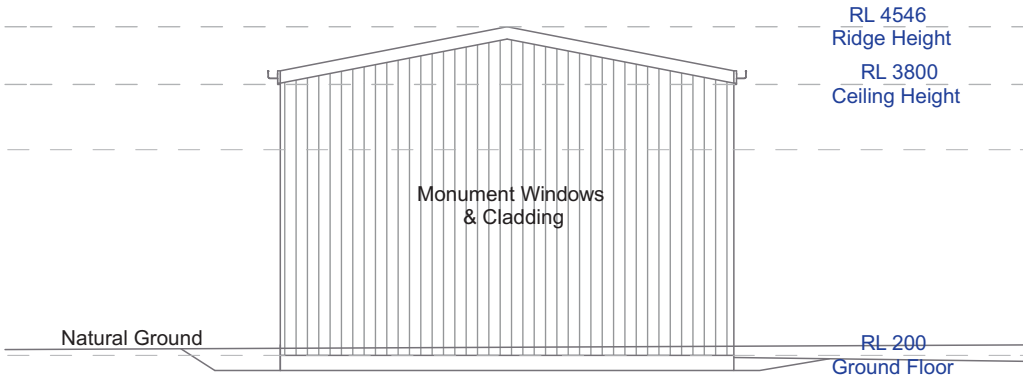 RL 4546
Ridge Height
RL 3800
Ceiling Height
Monument Windows
& Cladding
Natural Ground
RL 200
Ground Floor